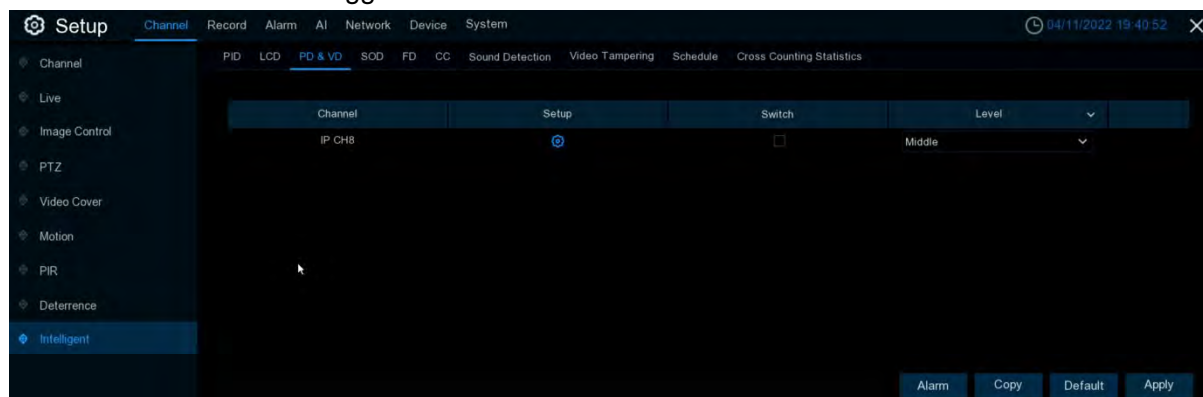 Setup Channel Record Alarm AI Network Device System 04/11/2022 19:40:52
PID LCD PD & VD SOD FD CC Sound Detection Video Tampering Schedule Cross Counting Statistics
Channel
Live
Image Control
PTZ
Video Cover
Motion
PIR
Deterrence
Intelligent
Channel Setup Switch Level
IP CH8 Middle
Alarm Copy Default Apply